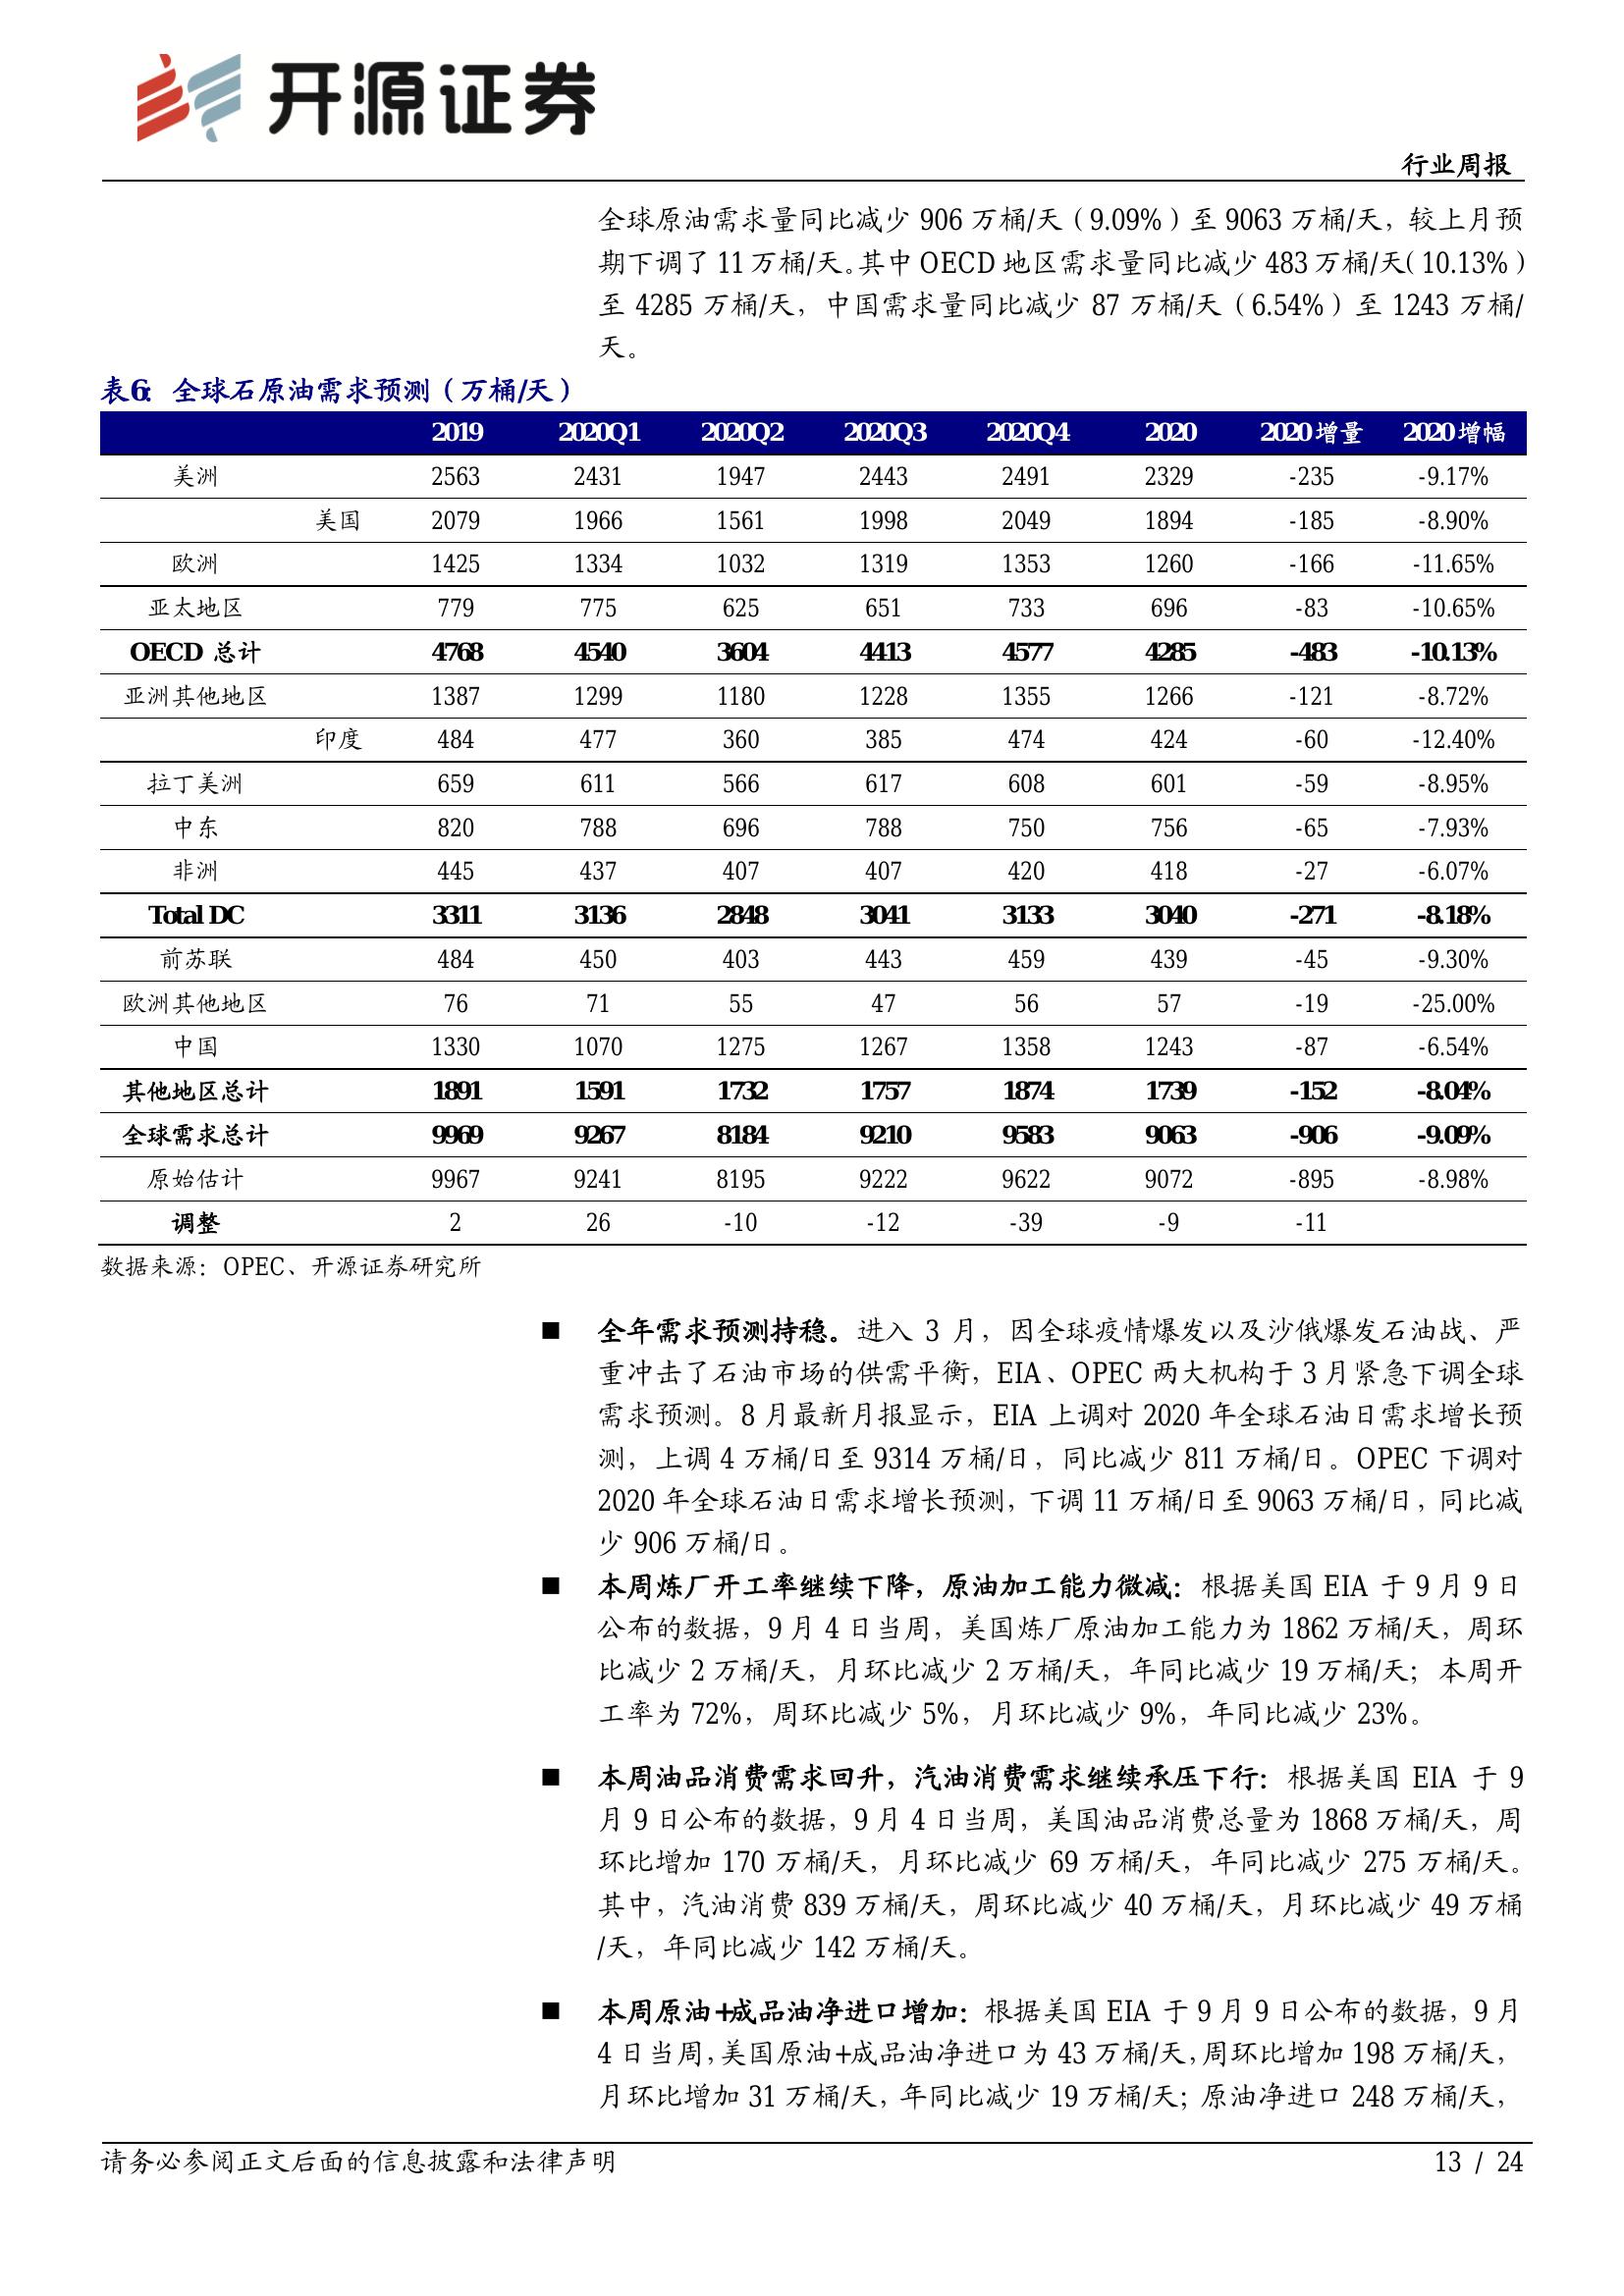 开源证券
行业周报
全球原油需求量同比减少 906 万桶/天（9.09%）至 9063 万桶/天，较上月预
期下调了 11 万桶/天。其中 OECD 地区需求量同比减少 483 万桶/天（10.13%）
至 4285 万桶/天，中国需求量同比减少 87 万桶/天（6.54%）至 1243 万桶/
天。
表6： 全球石原油需求预测（万桶/天）
2019 2020Q1 2020Q2 2020Q3 2020Q4 2020 2020 增量 2020 增幅
美洲 2563 2431 1947 2443 2491 2329 -235 -9.17%
美国 2079 1966 1561 1998 2049 1894 -185 -8.90%
欧洲 1425 1334 1032 1319 1353 1260 -166 -11.65%
亚太地区 779 775 625 651 733 696 -83 -10.65%
OECD 总计 4768 4540 3604 4413 4577 4285 -483 -10.13%
亚洲其他地区 1387 1299 1180 1228 1355 1266 -121 -8.72%
印度 484 477 360 385 474 424 -60 -12.40%
拉丁美洲 659 611 566 617 608 601 -59 -8.95%
中东 820 788 696 788 750 756 -65 -7.93%
非洲 445 437 407 407 420 418 -27 -6.07%
Total DC 3311 3136 2848 3041 3133 3040 -271 -8.18%
前苏联 484 450 403 443 459 439 -45 -9.30%
欧洲其他地区 76 71 55 47 56 57 -19 -25.00%
中国 1330 1070 1275 1267 1358 1243 -87 -6.54%
其他地区总计 1891 1591 1732 1757 1874 1739 -152 -8.04%
全球需求总计 9969 9267 8184 9210 9583 9063 -906 -9.09%
原始估计 9967 9241 8195 9222 9622 9072 -895 -8.98%
调整 2 26 -10 -12 -39 -9 -11
数据来源：OPEC、开源证券研究所
■ 全年需求预测持稳。进入 3 月，因全球疫情爆发以及沙俄爆发石油战、严
重冲击了石油市场的供需平衡，EIA、OPEC 两大机构于 3 月紧急下调全球
需求预测。8 月最新月报显示，EIA 上调对 2020 年全球石油日需求增长预
测，上调 4 万桶/日至 9314 万桶/日，同比减少 811 万桶/日。OPEC 下调对
2020 年全球石油日需求增长预测，下调 11 万桶/日至 9063 万桶/日，同比减
少 906 万桶/日。
■ 本周炼厂开工率继续下降，原油加工能力微减：根据美国 EIA 于 9 月 9 日
公布的数据，9 月 4 日当周，美国炼厂原油加工能力为 1862 万桶/天，周环
比减少 2 万桶/天，月环比减少 2 万桶/天，年同比减少 19 万桶/天；本周开
工率为 72%，周环比减少 5%，月环比减少 9%，年同比减少 23%。
■ 本周油品消费需求回升，汽油消费需求继续承压下行：根据美国 EIA 于 9
月 9 日公布的数据，9 月 4 日当周，美国油品消费总量为 1868 万桶/天，周
环比增加 170 万桶/天，月环比减少 69 万桶/天，年同比减少 275 万桶/天。
其中，汽油消费 839 万桶/天，周环比减少 40 万桶/天，月环比减少 49 万桶
/天，年同比减少 142 万桶/天。
■ 本周原油+成品油净进口增加：根据美国 EIA 于 9 月 9 日公布的数据，9 月
4 日当周，美国原油+成品油净进口为 43 万桶/天，周环比增加 198 万桶/天，
月环比增加 31 万桶/天，年同比减少 19 万桶/天；原油净进口 248 万桶/天，
请务必参阅正文后面的信息披露和法律声明
13 / 24